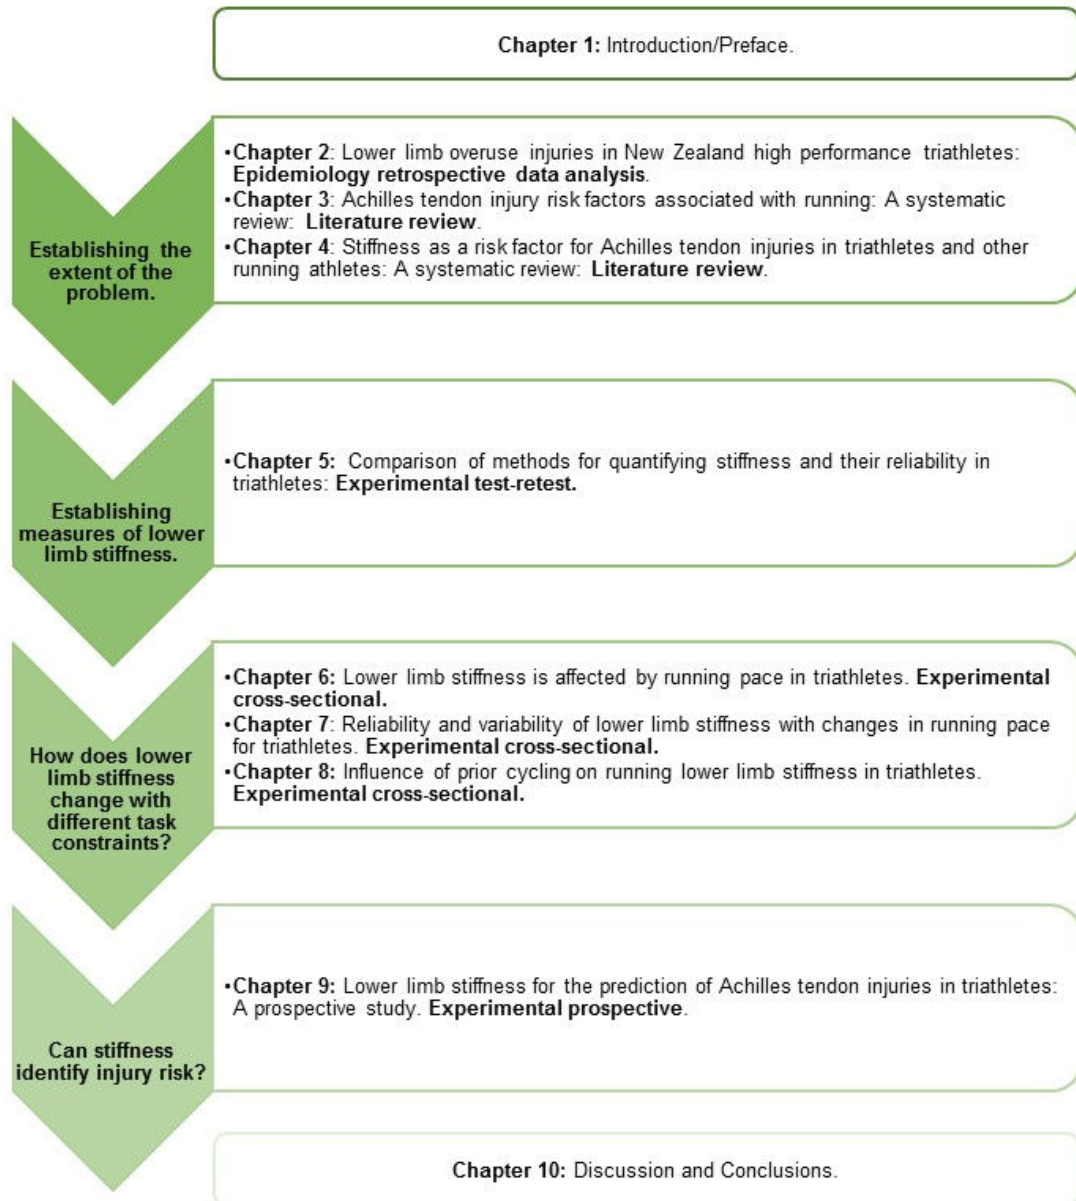 Chapter 1: Introduction/Preface.
Establishing the
extent of the
problem.
•Chapter 2: Lower limb overuse injuries in New Zealand high performance triathletes:
Epidemiology retrospective data analysis.
•Chapter 3: Achilles tendon injury risk factors associated with running: A systematic
review: Literature review.
•Chapter 4: Stiffness as a risk factor for Achilles tendon injuries in triathletes and other
running athletes: A systematic review: Literature review.
Establishing
measures of lower
limb stiffness.
•Chapter 5: Comparison of methods for quantifying stiffness and their reliability in
triathletes: Experimental test-retest.
How does lower
limb stiffness
change with
different task
constraints?
•Chapter 6: Lower limb stiffness is affected by running pace in triathletes. Experimental
cross-sectional.
•Chapter 7: Reliability and variability of lower limb stiffness with changes in running pace
for triathletes. Experimental cross-sectional.
•Chapter 8: Influence of prior cycling on running lower limb stiffness in triathletes.
Experimental cross-sectional.
Can stiffness
identify injury risk?
•Chapter 9: Lower limb stiffness for the prediction of Achilles tendon injuries in triathletes:
A prospective study. Experimental prospective.
Chapter 10: Discussion and Conclusions.